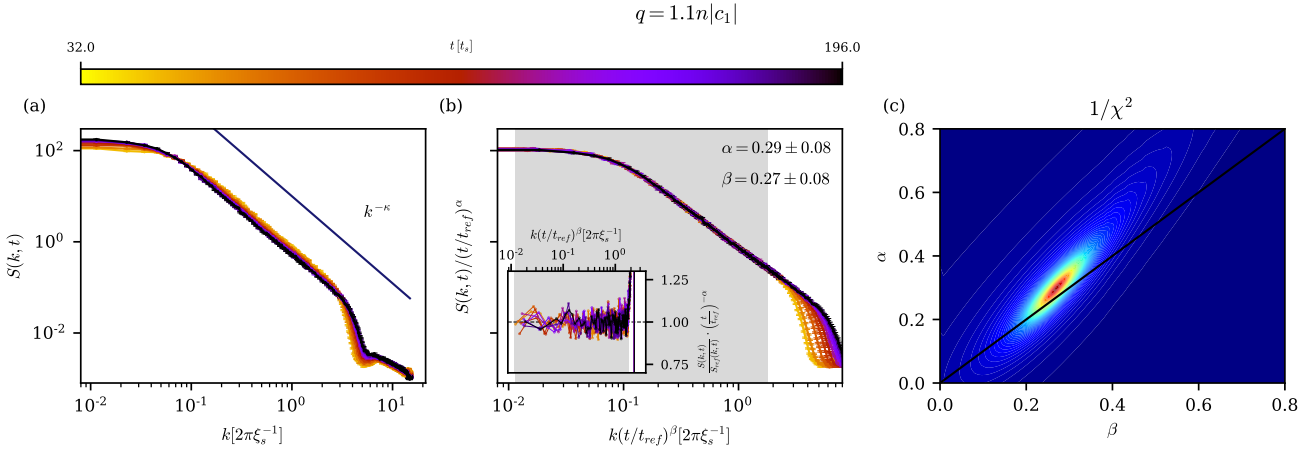 q = 1.1n|c₁|
32.0
t [tₛ]
196.0
(a)
(b)
(c)
1/χ²
10²
10⁰
10⁻²
S(k, t)
k^{−κ}
10⁻²
10⁻¹
10⁰
10¹
k[2πξₛ⁻¹]
S(k, t)/(t/t_{ref})^α
α = 0.29 ± 0.08
β = 0.27 ± 0.08
k(t/t_{ref})^β[2πξₛ⁻¹]
10⁻²
10⁻¹
10⁰
1.25
1.00
0.75
S(k,t)/S_{ref}(k,t) · (t/t_{ref})^{−α}
10⁻²
10⁻¹
10⁰
k(t/t_{ref})^β[2πξₛ⁻¹]
0.8
0.6
0.4
0.2
0.0
α
0.0
0.2
0.4
0.6
0.8
β